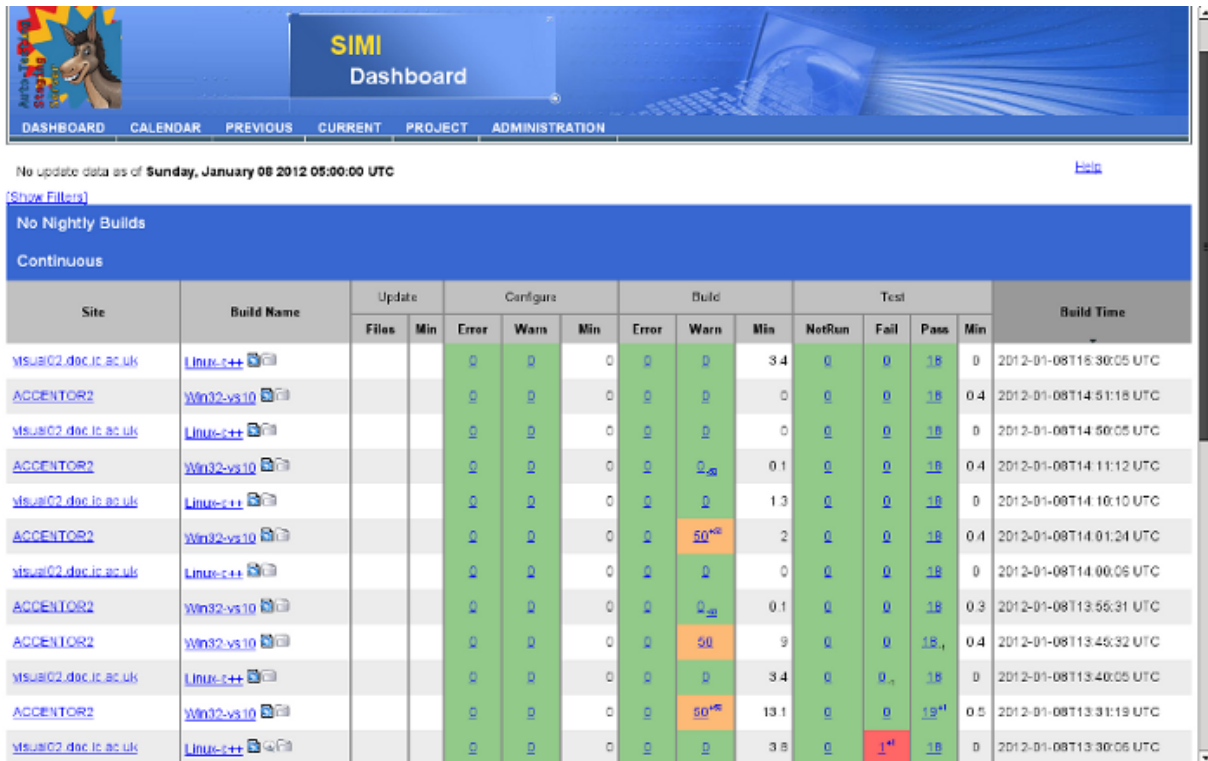 Staging
SIMI
Dashboard
DASHBOARD CALENDAR PREVIOUS CURRENT PROJECT ADMINISTRATION
No update data as of Sunday, January 08 2012 05:00:00 UTC Help
[Show Filters]
No Nightly Builds
Continuous
Site Build Name Update Configure Build Test Build Time
Files Min Error Warn Min Error Warn Min NotRun Fail Pass Min
visual02.doc.ic.ac.uk Linux-c++ 0 0 0 0 0 3.4 0 0 18 0 2012-01-08T16:30:05 UTC
ACCENTOR2 Win32-vs10 0 0 0 0 0 0 0 0 18 0.4 2012-01-08T14:51:18 UTC
visual02.doc.ic.ac.uk Linux-c++ 0 0 0 0 0 0 0 0 18 0 2012-01-08T14:50:05 UTC
ACCENTOR2 Win32-vs10 0 0 0 0 0 -50 0.1 0 0 18 0.4 2012-01-08T14:11:12 UTC
visual02.doc.ic.ac.uk Linux-c++ 0 0 0 0 0 1.3 0 0 18 0 2012-01-08T14:10:10 UTC
ACCENTOR2 Win32-vs10 0 0 0 0 50 +50 2 0 0 18 0.4 2012-01-08T14:01:24 UTC
visual02.doc.ic.ac.uk Linux-c++ 0 0 0 0 0 0 0 0 18 0 2012-01-08T14:00:06 UTC
ACCENTOR2 Win32-vs10 0 0 0 0 0 -50 0.1 0 0 18 0.3 2012-01-08T13:55:31 UTC
ACCENTOR2 Win32-vs10 0 0 0 0 50 9 0 0 18 -1 0.4 2012-01-08T13:45:32 UTC
visual02.doc.ic.ac.uk Linux-c++ 0 0 0 0 0 3.4 0 0 -1 18 0 2012-01-08T13:40:05 UTC
ACCENTOR2 Win32-vs10 0 0 0 0 50 +50 13.1 0 0 19 +1 0.5 2012-01-08T13:31:19 UTC
visual02.doc.ic.ac.uk Linux-c++ 0 0 0 0 0 3.8 0 1 +1 18 0 2012-01-08T13:30:06 UTC